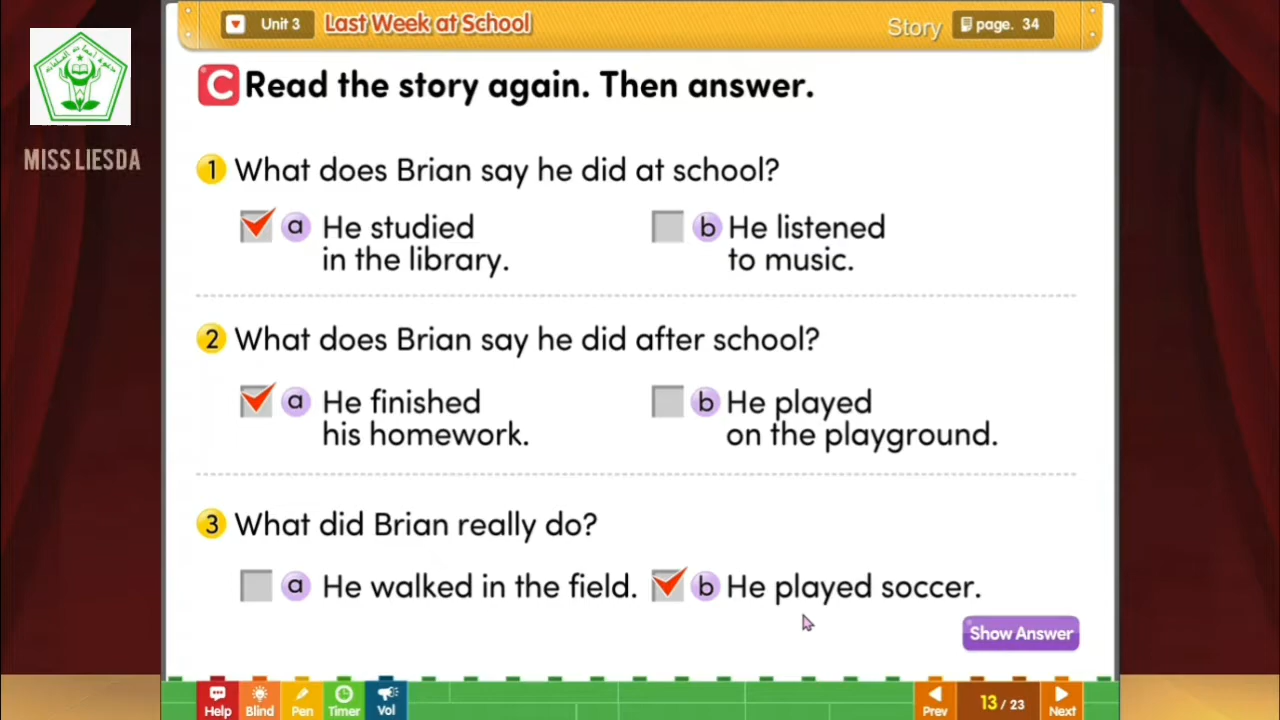 Unit 3 Last Week at School Story page. 34
MISS LIESDA
C Read the story again. Then answer.
1 What does Brian say he did at school?
a He studied
in the library.
b He listened
to music.
2 What does Brian say he did after school?
a He finished
his homework.
b He played
on the playground.
3 What did Brian really do?
a He walked in the field.
b He played soccer.
Show Answer
Help Blind Pen Timer Vol Prev 13 / 23 Next